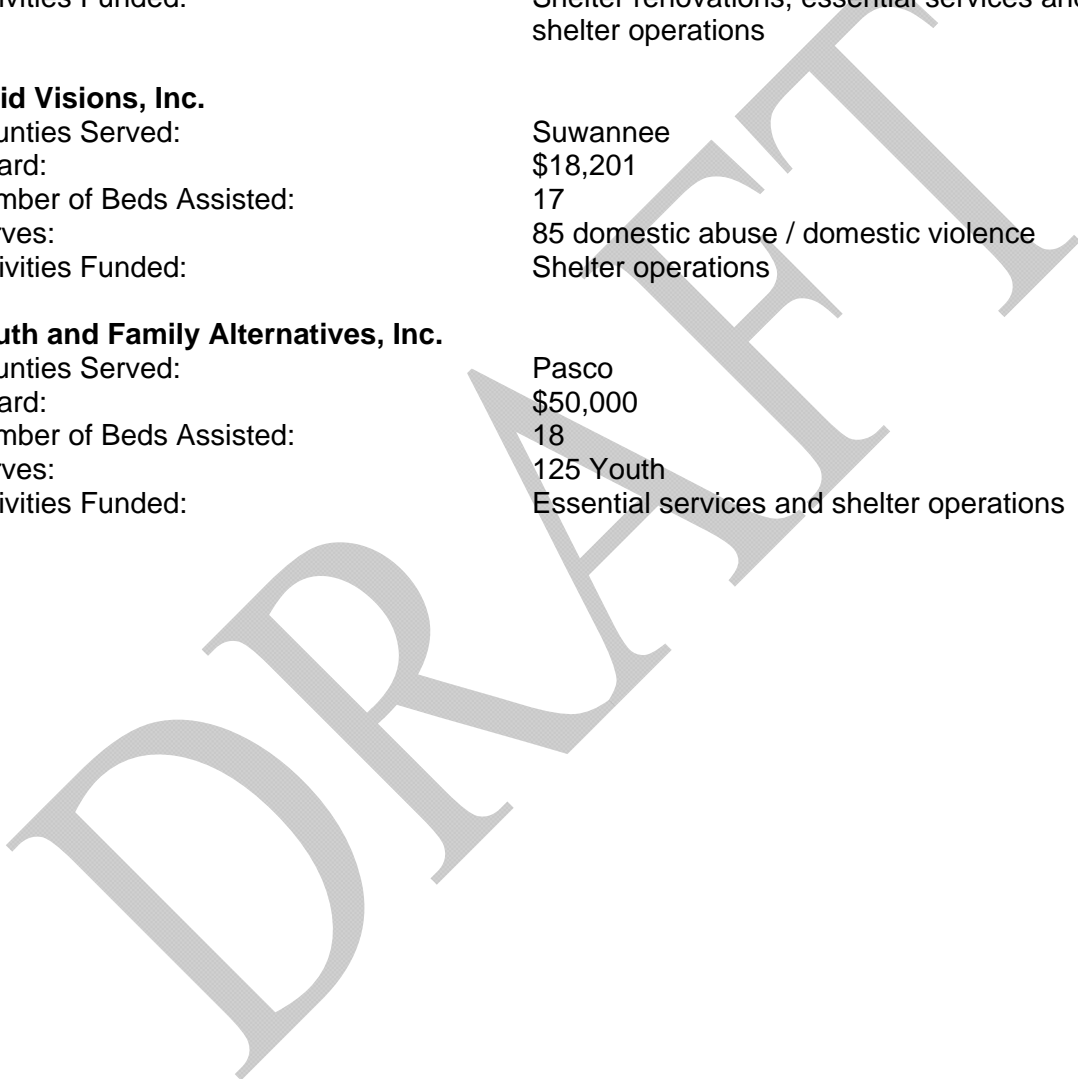 ivities Funded: Shelter renovations, essential services and
shelter operations
id Visions, Inc.
unties Served: Suwannee
ard: $18,201
mber of Beds Assisted: 17
rves: 85 domestic abuse / domestic violence
ivities Funded: Shelter operations
uth and Family Alternatives, Inc.
unties Served: Pasco
ard: $50,000
mber of Beds Assisted: 18
rves: 125 Youth
ivities Funded: Essential services and shelter operations
DRAFT